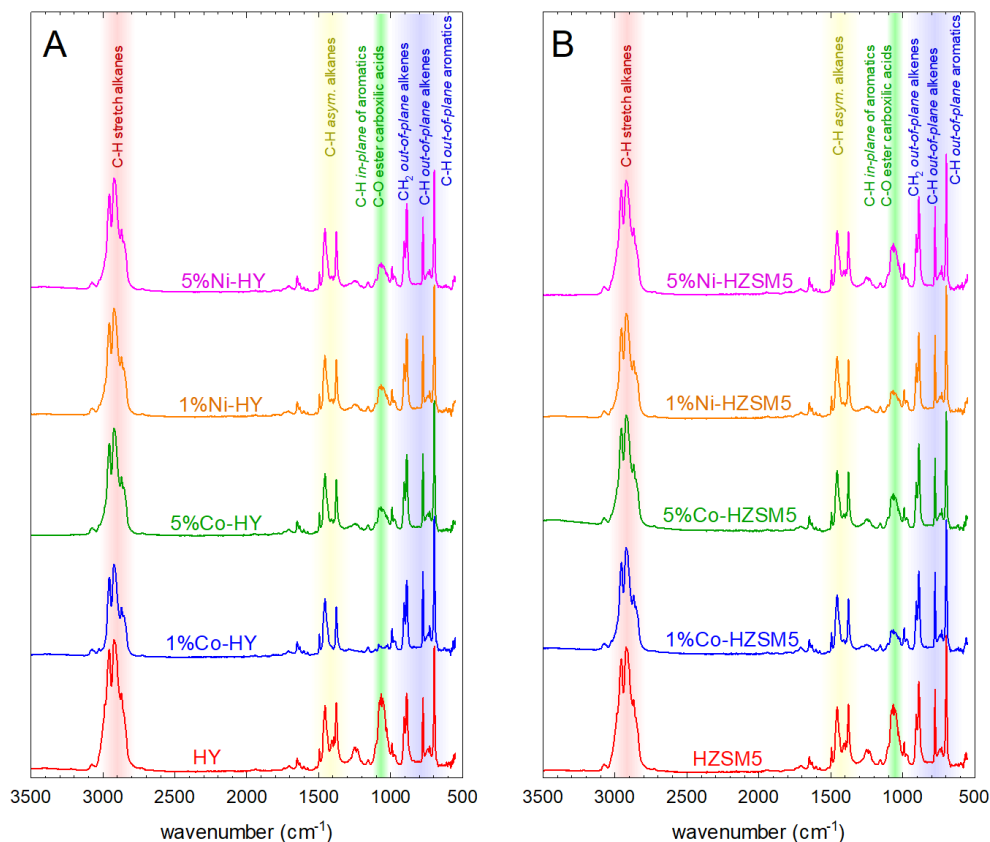 A
C-H stretch alkanes
C-H asym. alkanes
C-H in-plane of aromatics
C-O ester carboxilic acids
CH2 out-of-plane alkenes
C-H out-of-plane alkenes
C-H out-of-plane aromatics
5%Ni-HY
1%Ni-HY
5%Co-HY
1%Co-HY
HY
3500 3000 2500 2000 1500 1000 500
wavenumber (cm-1)
B
C-H stretch alkanes
C-H asym. alkanes
C-H in-plane of aromatics
C-O ester carboxilic acids
CH2 out-of-plane alkenes
C-H out-of-plane alkenes
C-H out-of-plane aromatics
5%Ni-HZSM5
1%Ni-HZSM5
5%Co-HZSM5
1%Co-HZSM5
HZSM5
3500 3000 2500 2000 1500 1000 500
wavenumber (cm-1)